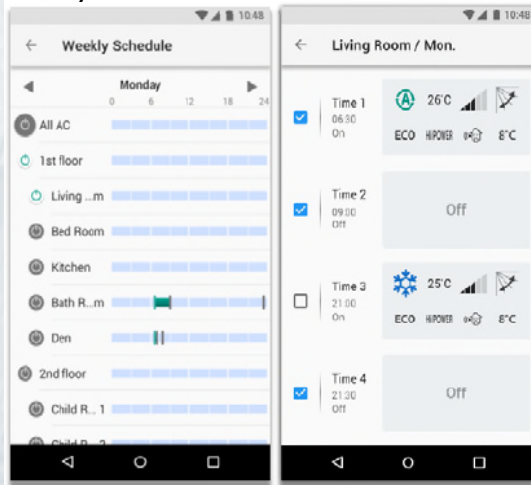 10:48
Weekly Schedule
Monday
0 6 12 18 24
All AC
1st floor
Living ...m
Bed Room
Kitchen
Bath R...m
Den
2nd floor
Child R... 1
Child R... 2
10:48
Living Room / Mon.
Time 1
06:30
On
A 26°C
ECO HIPOWER 8°C
Time 2
09:00
Off
Off
Time 3
21:00
On
25°C
ECO HIPOWER 8°C
Time 4
21:30
Off
Off